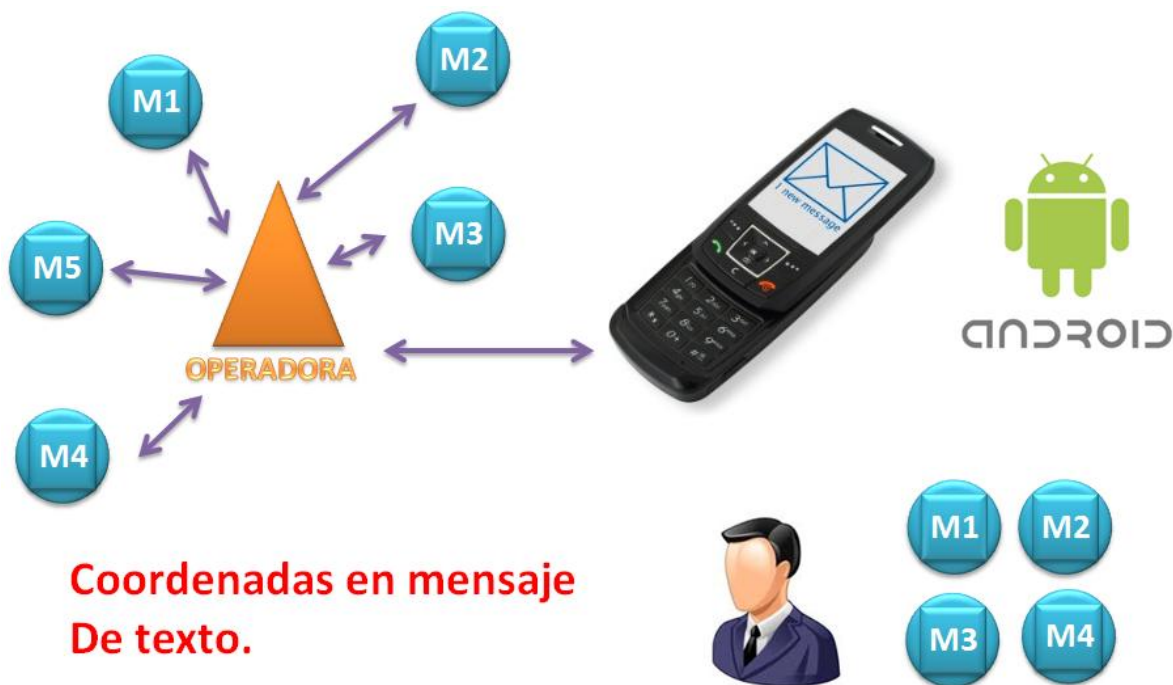 M1
M2
M3
M5
OPERADORA
M4
1 new message
ANDROID
Coordenadas en mensaje
De texto.
M1 M2
M3 M4